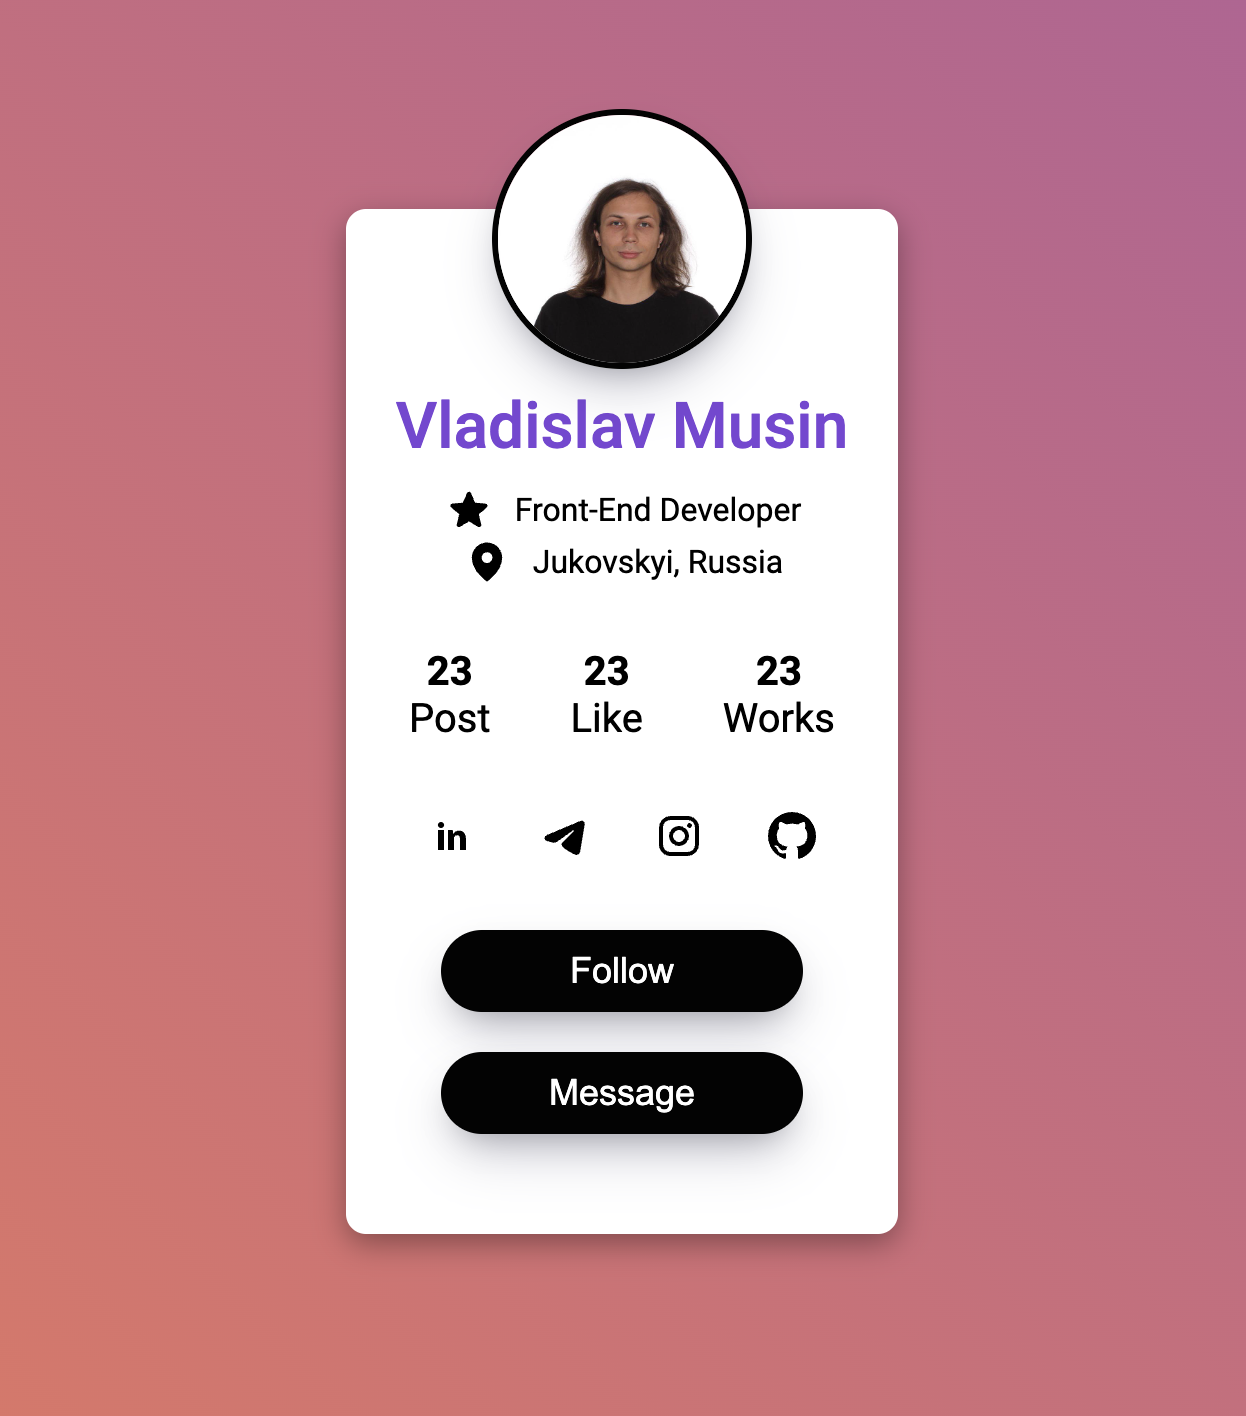 Vladislav Musin
Front-End Developer
Jukovskyi, Russia
23 23 23
Post Like Works
in
Follow
Message